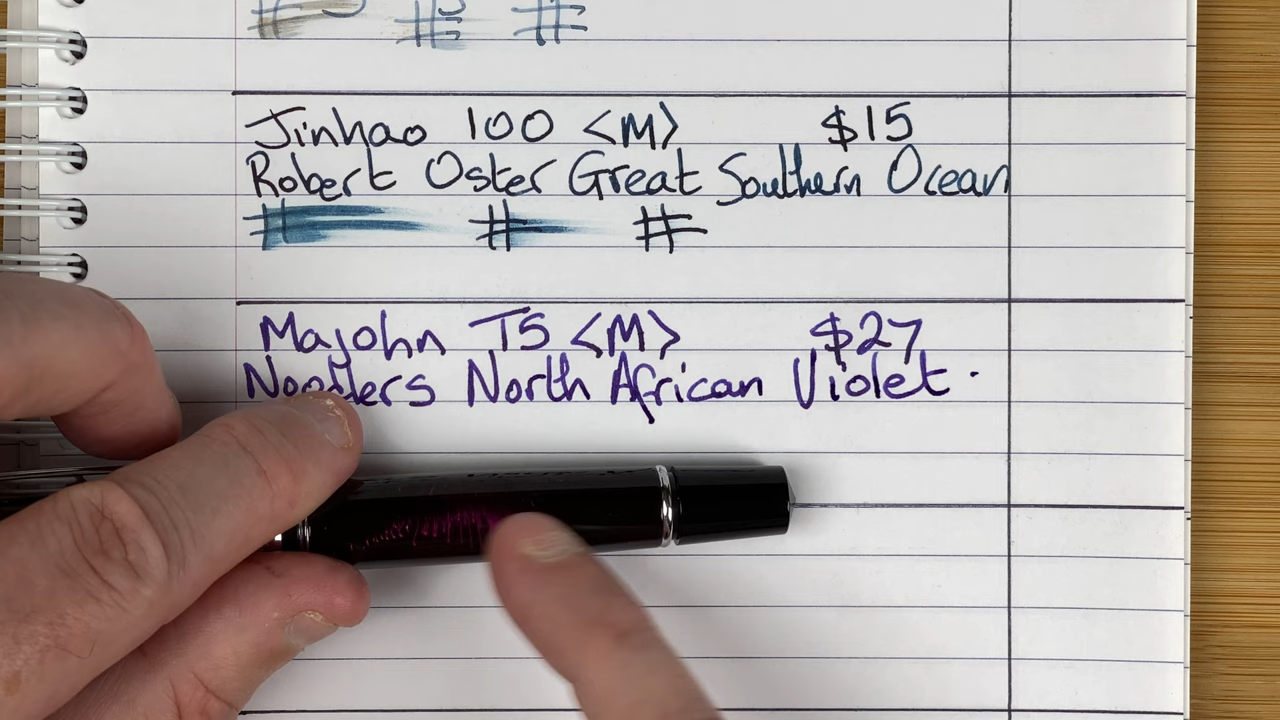 Jinhao 100 <M> $15
Robert Oster Great Southern Ocean
# # #
Majohn T5 <M> $27
Noodlers North African Violet.